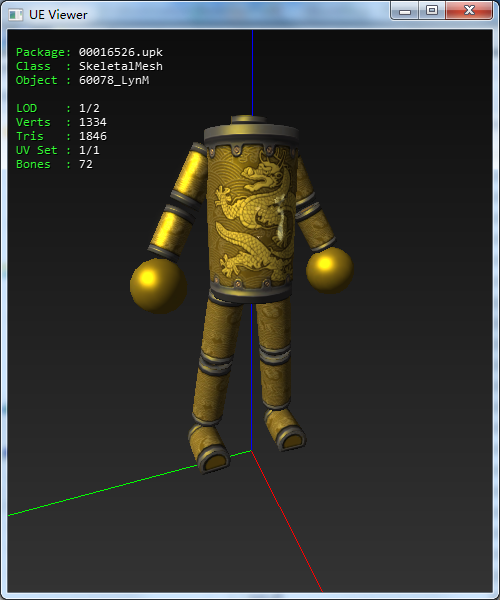 UE Viewer
Package: 00016526.upk
Class  : SkeletalMesh
Object : 60078_LynM
LOD    : 1/2
Verts  : 1334
Tris   : 1846
UV Set : 1/1
Bones  : 72